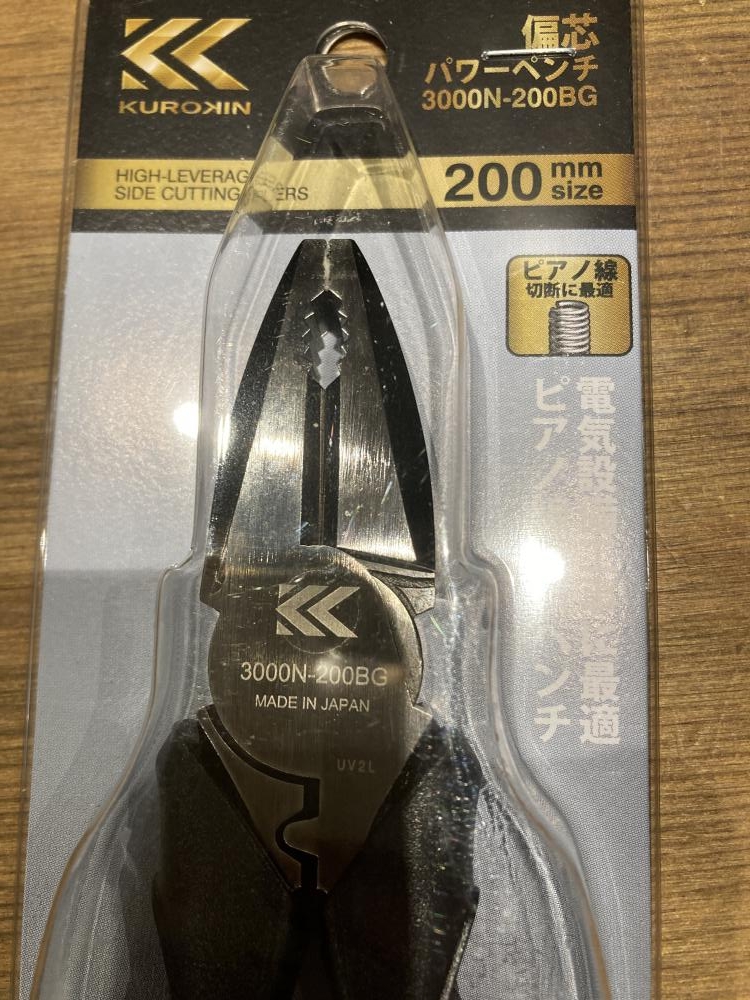 KUROKIN
偏芯
パワーペンチ
3000N-200BG
HIGH-LEVERAG
SIDE CUTTING ERS
200 mm size
ピアノ線
切断に最適
電気設 に最適
ピアノ ンチ
3000N-200BG
MADE IN JAPAN
UV2L